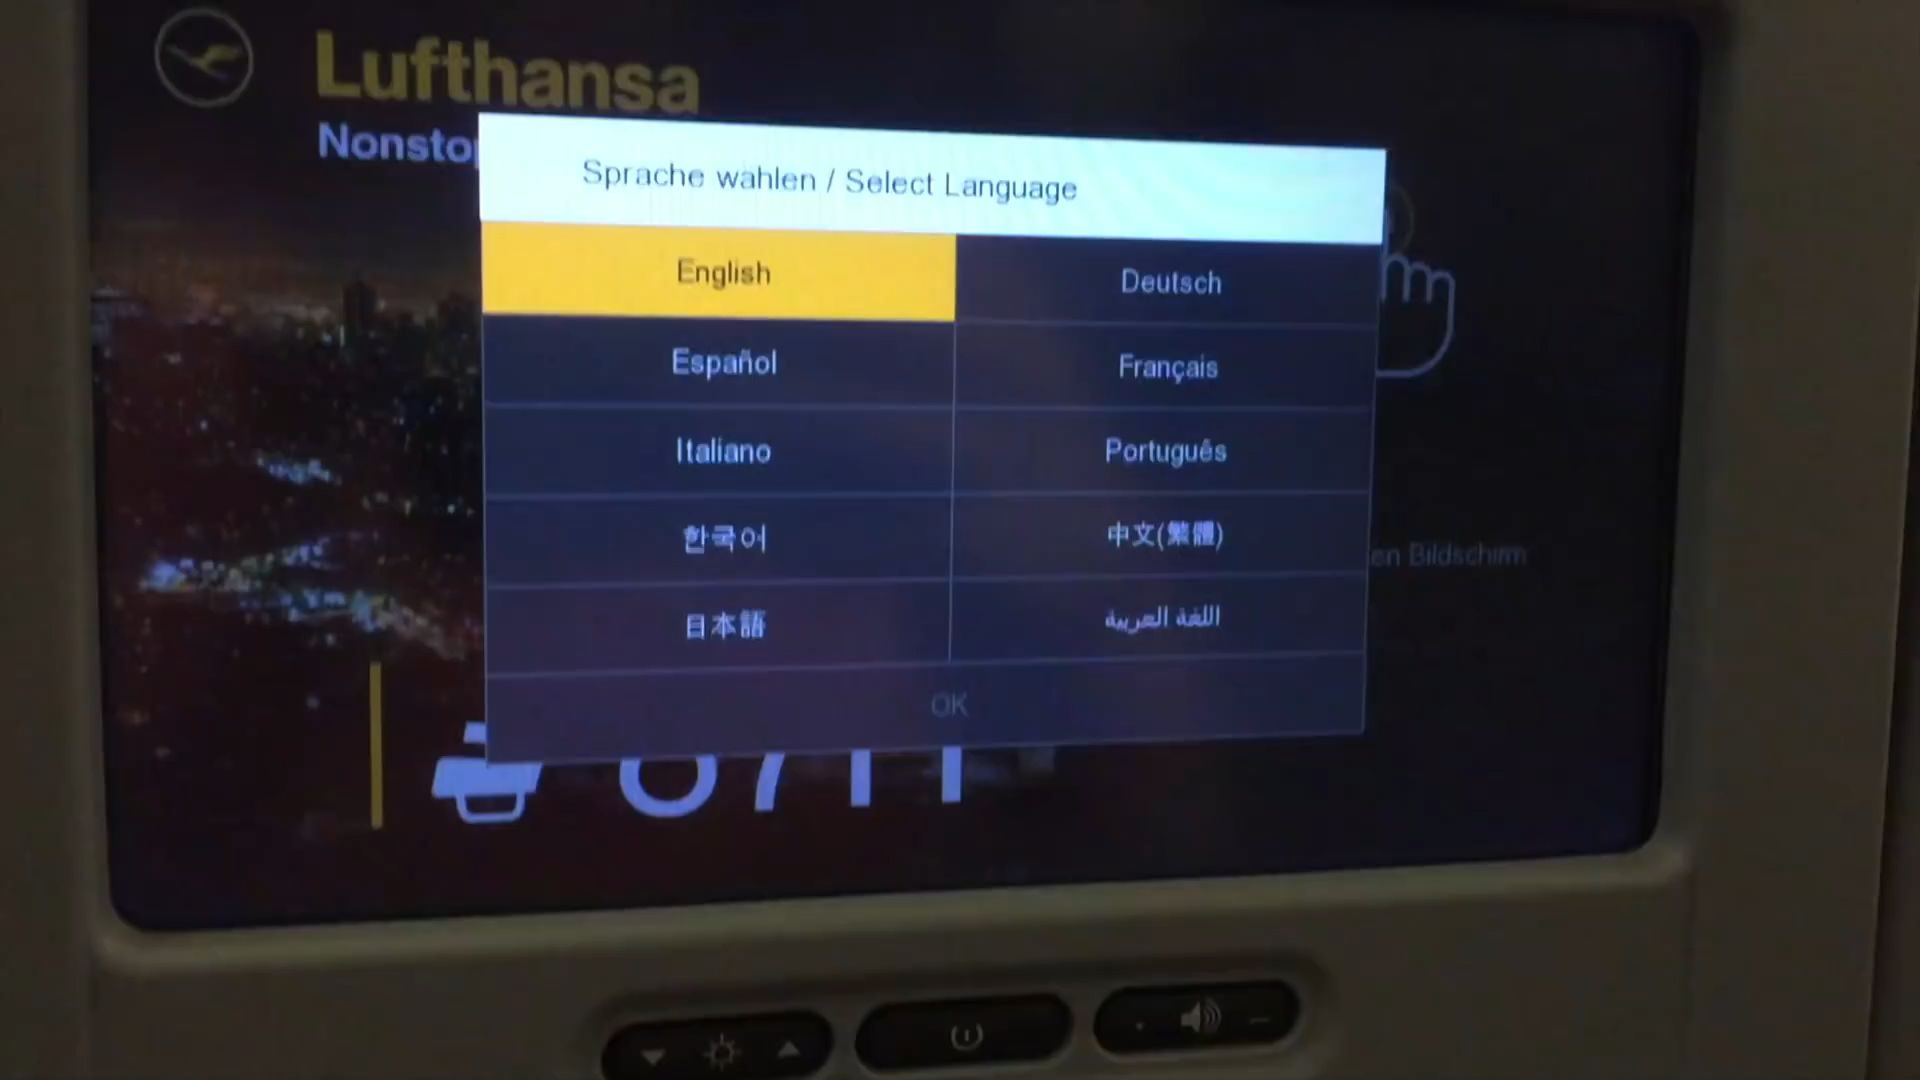 Lufthansa
Nonstop
Sprache wählen / Select Language
English
Deutsch
Español
Français
Italiano
Português
한국어
中文(繁體)
日本語
اللغة العربية
OK
en Bildschirm